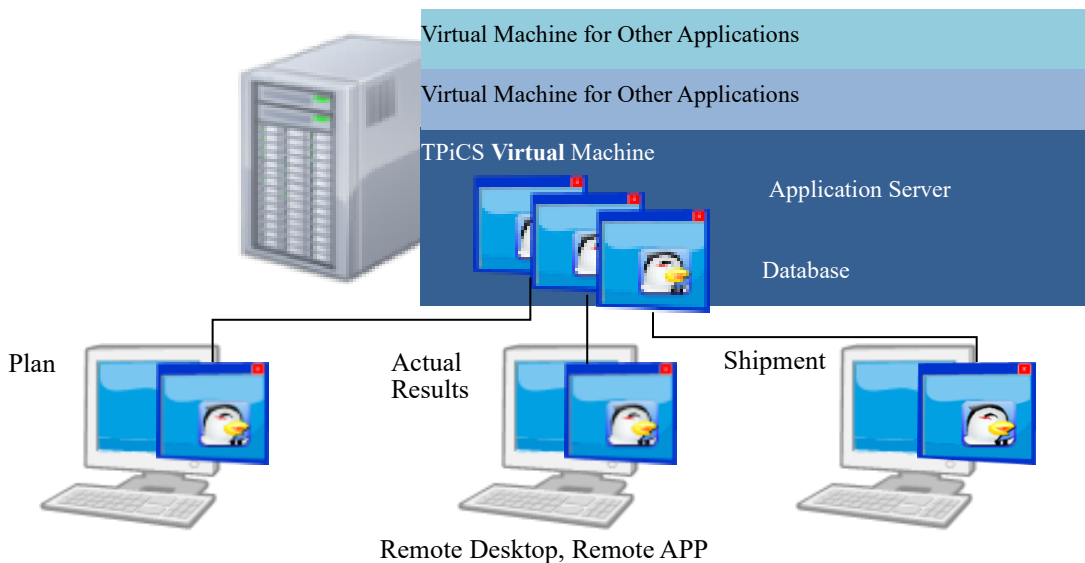 Virtual Machine for Other Applications
Virtual Machine for Other Applications
TPiCS Virtual Machine
Application Server
Database
Plan
Actual
Results
Shipment
Remote Desktop, Remote APP